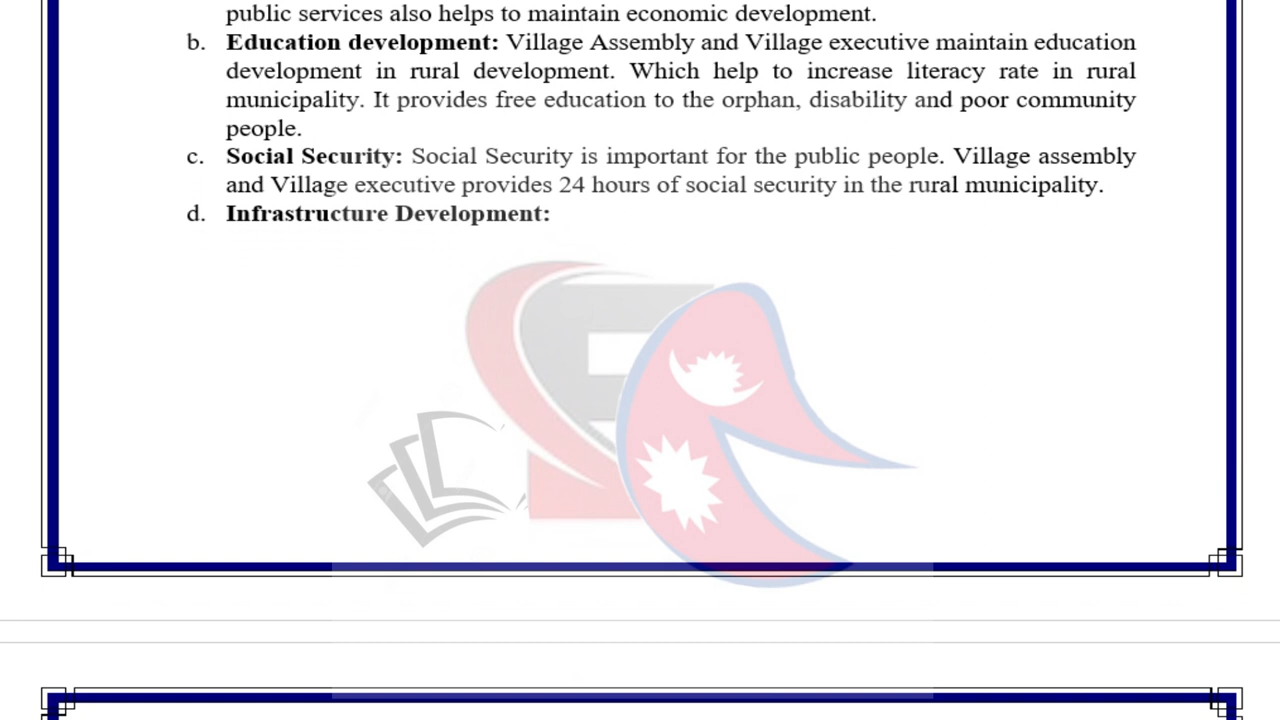 public services also helps to maintain economic development.
b. Education development: Village Assembly and Village executive maintain education
development in rural development. Which help to increase literacy rate in rural
municipality. It provides free education to the orphan, disability and poor community
people.
c. Social Security: Social Security is important for the public people. Village assembly
and Village executive provides 24 hours of social security in the rural municipality.
d. Infrastructure Development: